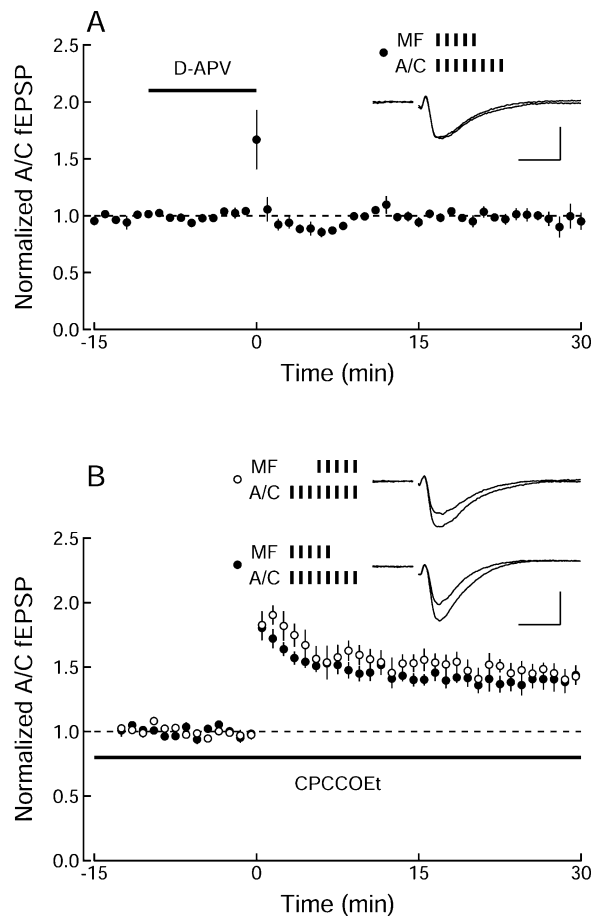 A
MF
A/C
D-APV
Normalized A/C fEPSP
2.5
2.0
1.5
1.0
0.5
0.0
-15
0
15
30
Time (min)
B
MF
A/C
MF
A/C
Normalized A/C fEPSP
2.5
2.0
1.5
1.0
0.5
0.0
CPCCOEt
-15
0
15
30
Time (min)